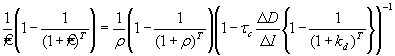 1/€ (1 − 1/(1 + €)^T) = 1/ρ (1 − 1/(1 + ρ)^T) (1 − τ_c ΔD/ΔI {1 − 1/(1 + k_d)^T})^−1